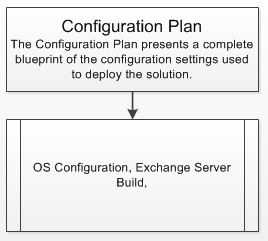 Configuration Plan
The Configuration Plan presents a complete
blueprint of the configuration settings used
to deploy the solution.
OS Configuration, Exchange Server
Build,